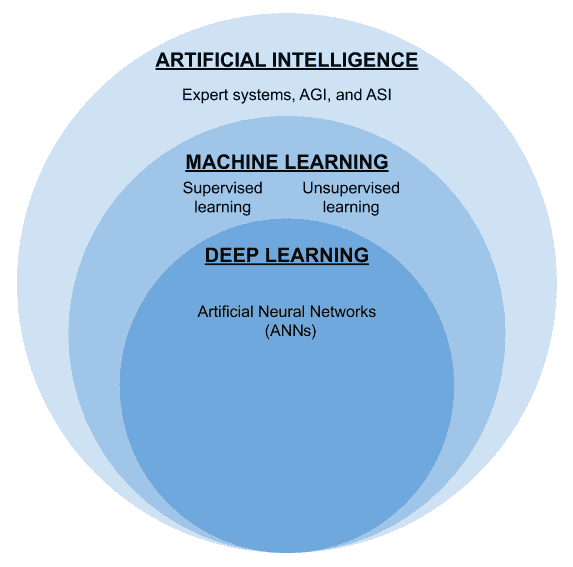 ARTIFICIAL INTELLIGENCE
Expert systems, AGI, and ASI
MACHINE LEARNING
Supervised
learning
Unsupervised
learning
DEEP LEARNING
Artificial Neural Networks
(ANNs)